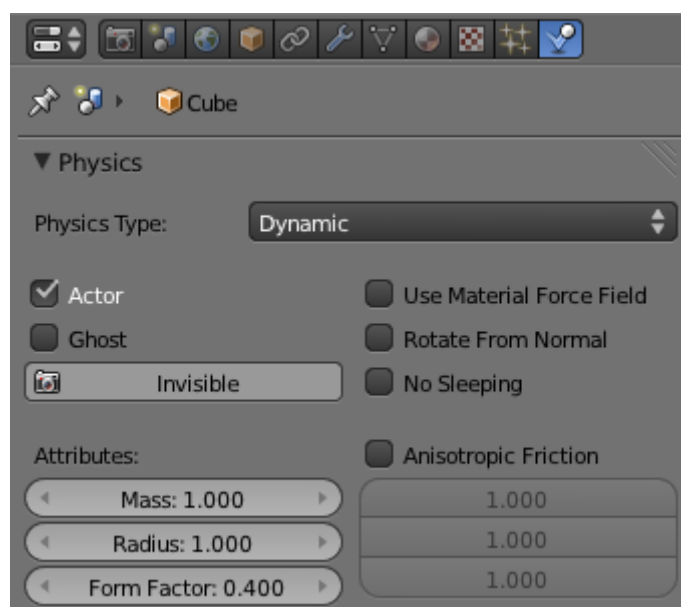 Cube
Physics
Physics Type: Dynamic
Actor Use Material Force Field
Ghost Rotate From Normal
Invisible No Sleeping
Attributes: Anisotropic Friction
Mass: 1.000 1.000
Radius: 1.000 1.000
Form Factor: 0.400 1.000